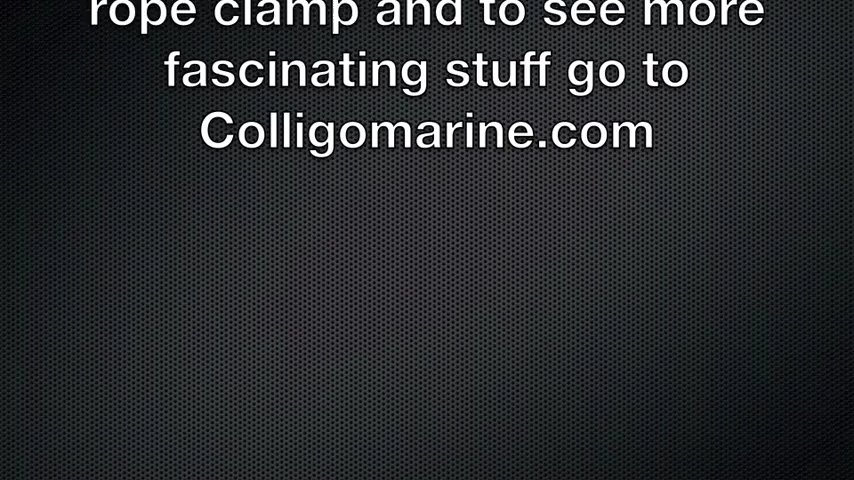 rope clamp and to see more
fascinating stuff go to
Colligomarine.com